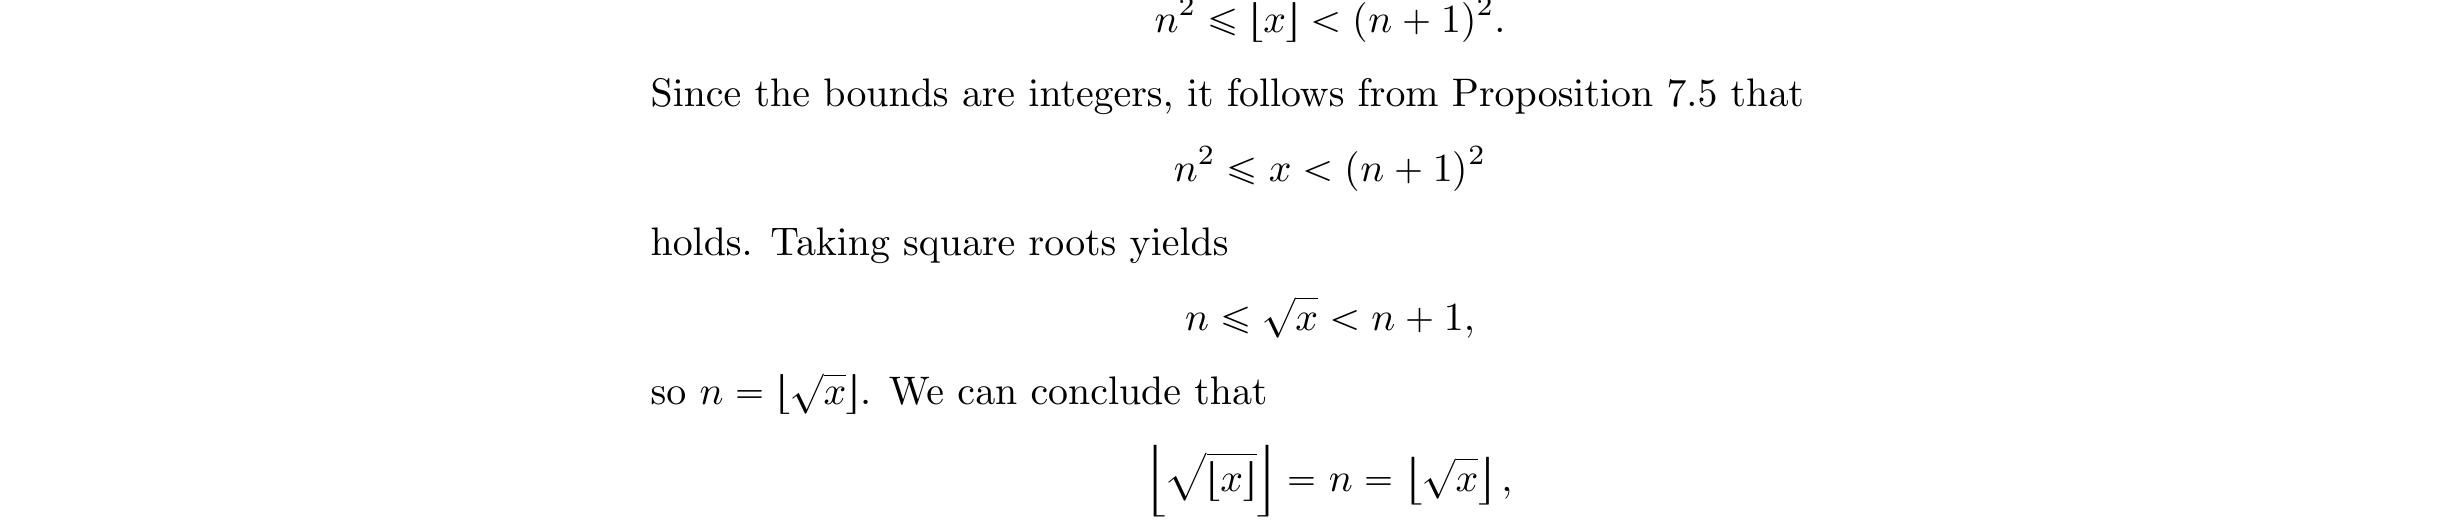 n² ⩽ ⌊x⌋ < (n + 1)².
Since the bounds are integers, it follows from Proposition 7.5 that
n² ⩽ x < (n + 1)²
holds. Taking square roots yields
n ⩽ √x < n + 1,
so n = ⌊√x⌋. We can conclude that
⌊√⌊x⌋⌋ = n = ⌊√x⌋,